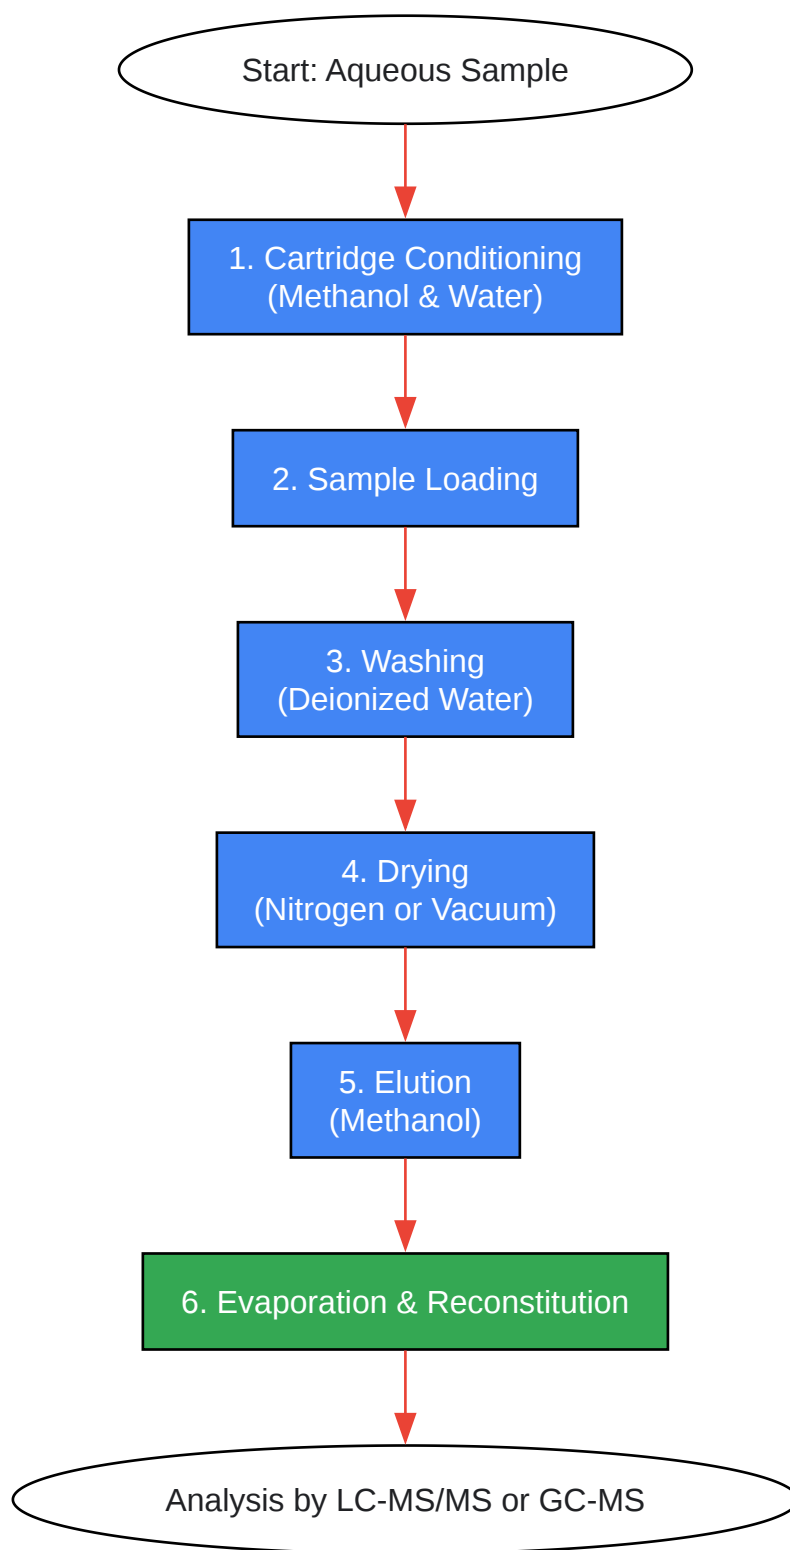 Start: Aqueous Sample
1. Cartridge Conditioning
(Methanol & Water)
2. Sample Loading
3. Washing
(Deionized Water)
4. Drying
(Nitrogen or Vacuum)
5. Elution
(Methanol)
6. Evaporation & Reconstitution
Analysis by LC-MS/MS or GC-MS